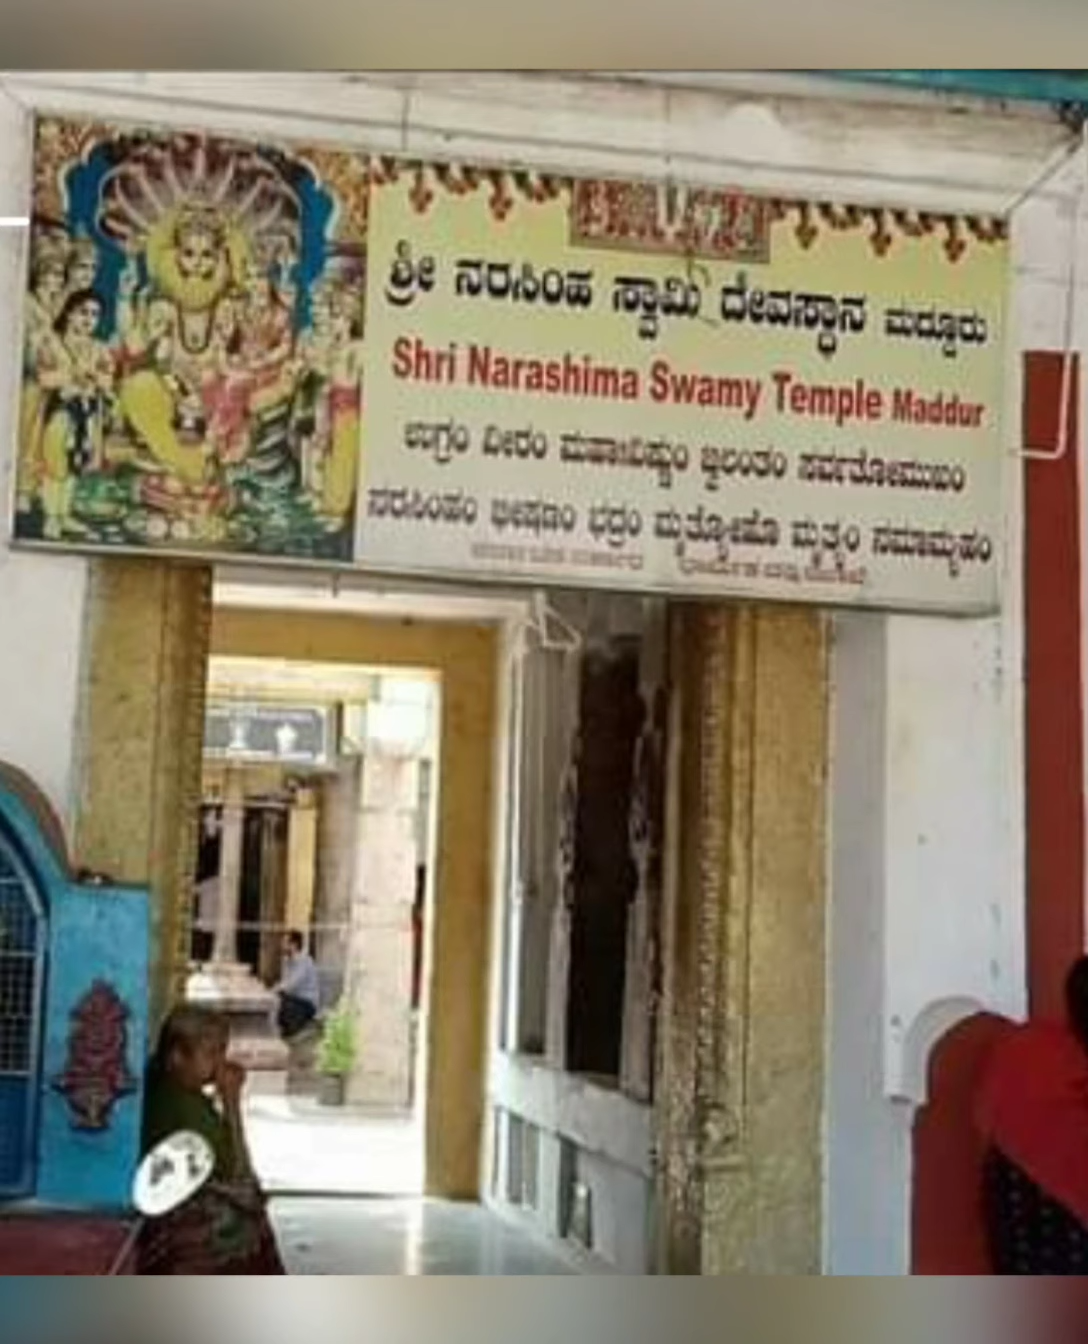 ಶ್ರೀ ನರಸಿಂಹ ಸ್ವಾಮಿ ದೇವಸ್ಥಾನ ಮದ್ದೂರು
Shri Narashima Swamy Temple Maddur
ಉಗ್ರಂ ವೀರಂ ಮಹಾವಿಷ್ಣುಂ ಜ್ವಲಂತಂ ಸರ್ವತೋಮುಖಂ
ನರಸಿಂಹಂ ಭೀಷಣಂ ಭದ್ರಂ ಮೃತ್ಯೋಹೊ ಮೃತ್ಯಂ ನಮಾಮ್ಯಹಂ